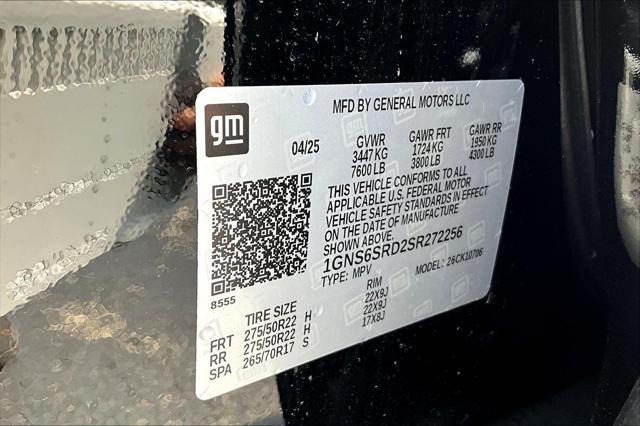 gm
MFD BY GENERAL MOTORS LLC
04/25 GVWR GAWR FRT GAWR RR
3447 KG 1724 KG 1950 KG
7600 LB 3800 LB 4300 LB
THIS VEHICLE CONFORMS TO ALL
APPLICABLE U.S. FEDERAL MOTOR
VEHICLE SAFETY STANDARDS IN EFFECT
ON THE DATE OF MANUFACTURE
SHOWN ABOVE.
1GNS6SRD2SR272256
TYPE: MPV MODEL: 26CK10706
8555
TIRE SIZE RIM
FRT 275/50R22 H 22X9J
RR 275/50R22 H 22X9J
SPA 265/70R17 S 17X8J